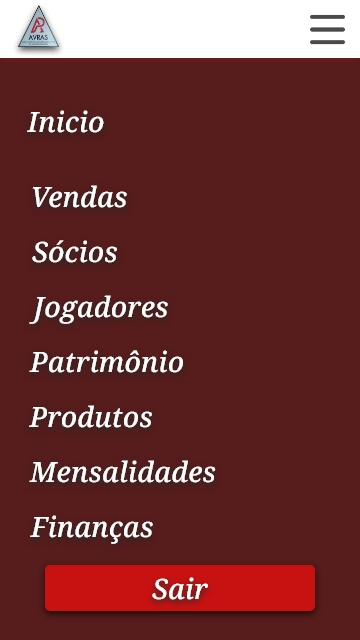 AVRAS
Inicio
Vendas
Sócios
Jogadores
Patrimônio
Produtos
Mensalidades
Finanças
Sair